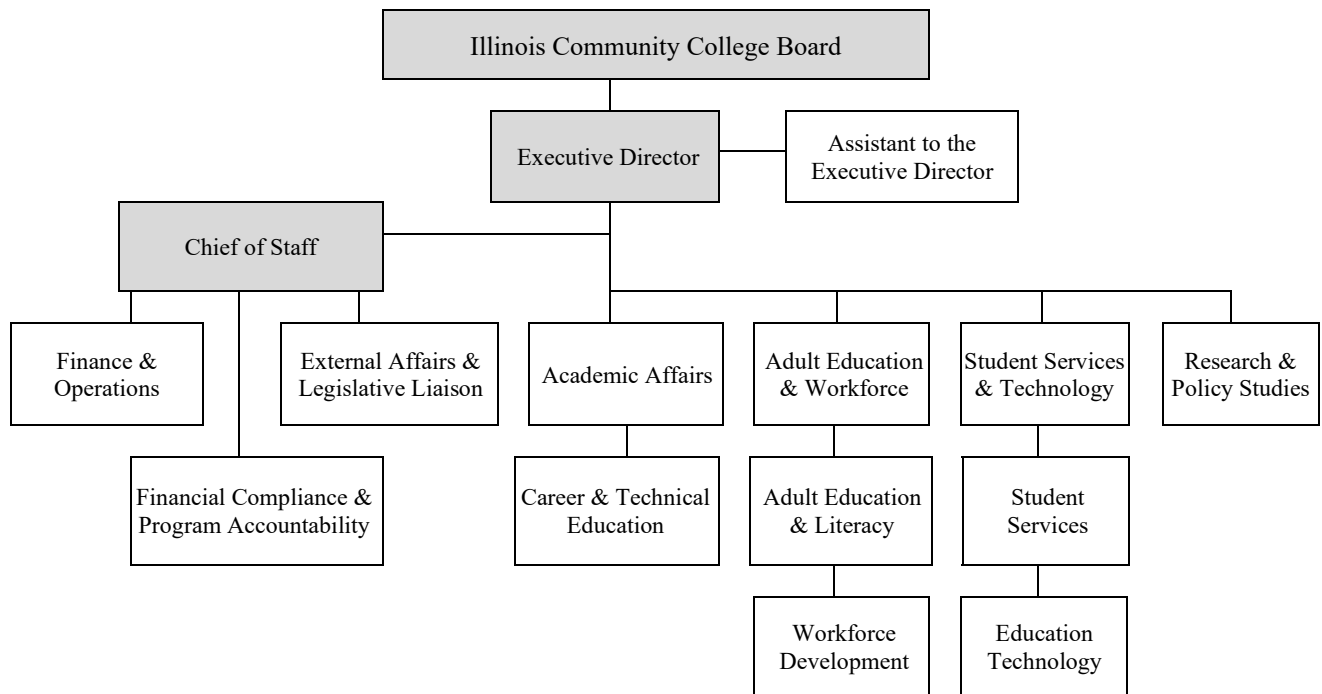 Illinois Community College Board
Executive Director
Assistant to the
Executive Director
Chief of Staff
Finance &
Operations
External Affairs &
Legislative Liaison
Academic Affairs
Adult Education
& Workforce
Student Services
& Technology
Research &
Policy Studies
Financial Compliance &
Program Accountability
Career & Technical
Education
Adult Education
& Literacy
Student
Services
Workforce
Development
Education
Technology